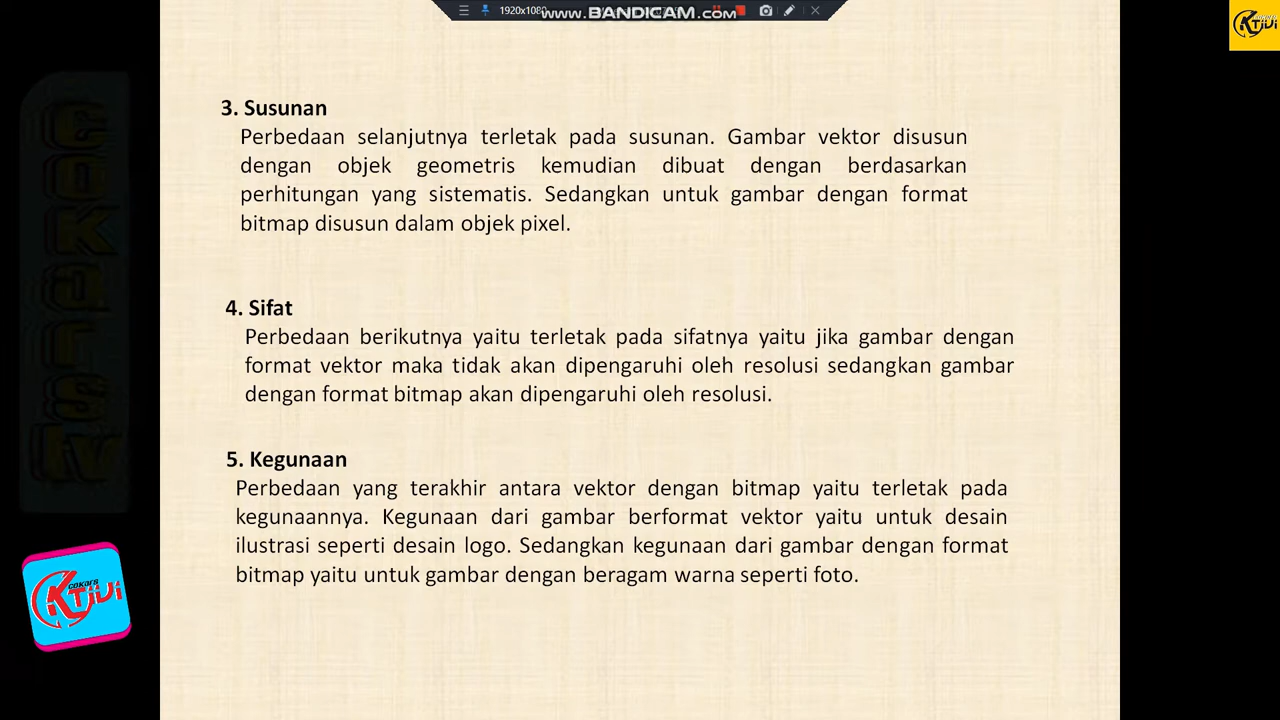 1920x1080
www.BANDICAM.com
KTiVi
3. Susunan
Perbedaan selanjutnya terletak pada susunan. Gambar vektor disusun
dengan objek geometris kemudian dibuat dengan berdasarkan
perhitungan yang sistematis. Sedangkan untuk gambar dengan format
bitmap disusun dalam objek pixel.
4. Sifat
Perbedaan berikutnya yaitu terletak pada sifatnya yaitu jika gambar dengan
format vektor maka tidak akan dipengaruhi oleh resolusi sedangkan gambar
dengan format bitmap akan dipengaruhi oleh resolusi.
5. Kegunaan
Perbedaan yang terakhir antara vektor dengan bitmap yaitu terletak pada
kegunaannya. Kegunaan dari gambar berformat vektor yaitu untuk desain
ilustrasi seperti desain logo. Sedangkan kegunaan dari gambar dengan format
bitmap yaitu untuk gambar dengan beragam warna seperti foto.
COKARS
KTiVi